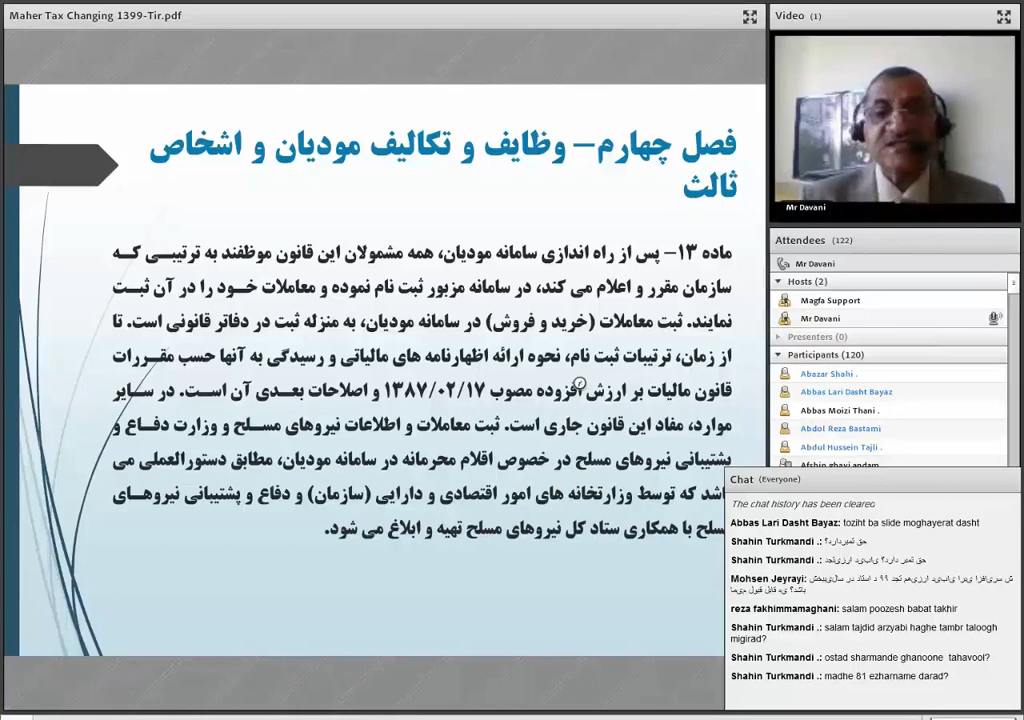 Maher Tax Changing 1399-Tir.pdf
فصل چهارم– وظایف و تکالیف مودیان و اشخاص
ثالث
ماده ۱۳– پس از راه اندازی سامانه مودیان، همه مشمولان این قانون موظفند به ترتیبی که
سازمان مقرر و اعلام می کند، در سامانه مزبور ثبت نام نموده و معاملات خود را در آن ثبت
نمایند. ثبت معاملات (خرید و فروش) در سامانه مودیان، به منزله ثبت در دفاتر قانونی است. تا
از زمان، ترتیبات ثبت نام، نحوه ارائه اظهارنامه های مالیاتی و رسیدگی به آنها حسب مقررات
قانون مالیات بر ارزش افزوده مصوب ۱۳۸۷/۰۲/۱۷ و اصلاحات بعدی آن است. در سایر
موارد، مفاد این قانون جاری است. ثبت معاملات و اطلاعات نیروهای مسلح و وزارت دفاع و
پشتیبانی نیروهای مسلح در خصوص اقلام محرمانه در سامانه مودیان، مطابق دستورالعملی می
که توسط وزارتخانه های امور اقتصادی و دارایی (سازمان) و دفاع و پشتیبانی نیروهای
با همکاری ستاد کل نیروهای مسلح تهیه و ابلاغ می شود.
Video (1)
Mr Davani
Attendees (122)
Mr Davani
Hosts (2)
Magfa Support
Mr Davani
Presenters (0)
Participants (120)
Abazar Shahi .
Abbas Lari Dasht Bayaz
Abbas Moizi Thani .
Abdol Reza Bastami
Abdul Hussein Tajli .
Afshin ghavi andam
Chat (Everyone)
The chat history has been cleared
Abbas Lari Dasht Bayaz: toziht ba slide moghayerat dasht
Shahin Turkmandi .: حق تمبردارد؟
Shahin Turkmandi .: حق تمبر دارد؟
Mohsen Jeyrayi:
reza fakhimmamaghani: salam poozesh babat takhir
Shahin Turkmandi .: salam tajdid arzyabi haghe tambr taloogh
migirad?
Shahin Turkmandi .: ostad sharmande ghanoone tahavool?
Shahin Turkmandi .: madhe 81 ezharname darad?